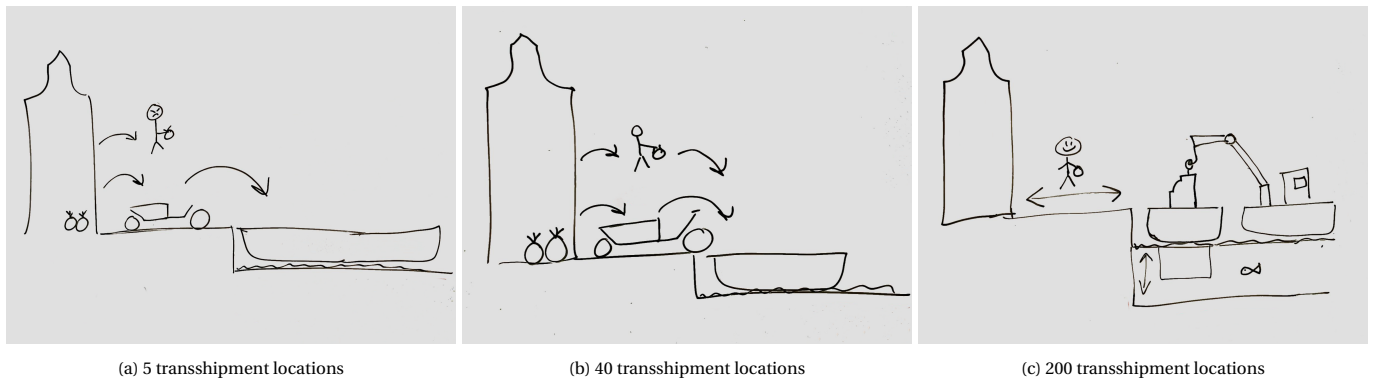 (a) 5 transshipment locations
(b) 40 transshipment locations
(c) 200 transshipment locations